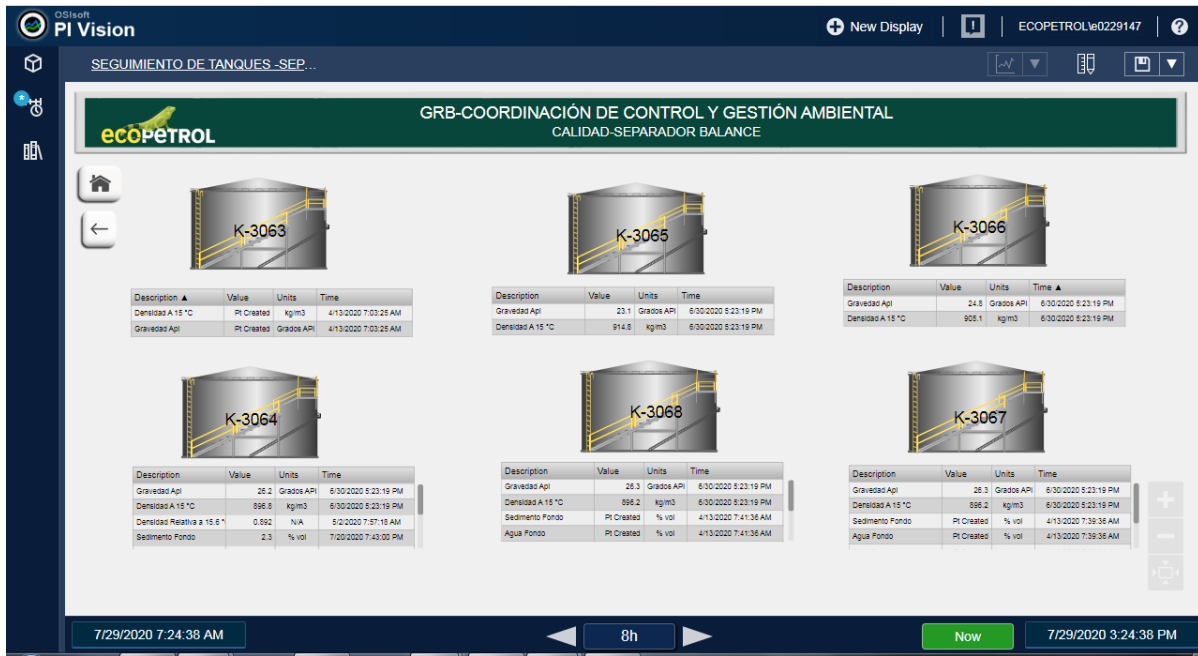 OSIsoft
PI Vision
New Display
ECOPETROL\e0229147
?
SEGUIMIENTO DE TANQUES -SEP...
ecopetrol
GRB-COORDINACIÓN DE CONTROL Y GESTIÓN AMBIENTAL
CALIDAD-SEPARADOR BALANCE
K-3063
Description ▲ Value Units Time
Densidad A 15 °C Pt Created kg/m3 4/13/2020 7:03:25 AM
Gravedad Api Pt Created Grados API 4/13/2020 7:03:25 AM
K-3065
Description Value Units Time
Gravedad Api 23.1 Grados API 6/30/2020 5:23:19 PM
Densidad A 15 °C 914.8 kg/m3 6/30/2020 5:23:19 PM
K-3066
Description Value Units Time ▲
Gravedad Api 24.8 Grados API 6/30/2020 5:23:19 PM
Densidad A 15 °C 905.1 kg/m3 6/30/2020 5:23:19 PM
K-3064
Description Value Units Time
Gravedad Api 26.2 Grados API 6/30/2020 5:23:19 PM
Densidad A 15 °C 896.8 kg/m3 6/30/2020 5:23:19 PM
Densidad Relativa a 15.6 ° 0.892 N/A 5/2/2020 7:57:18 AM
Sedimento Fondo 2.3 % vol 7/20/2020 7:43:00 PM
K-3068
Description Value Units Time
Gravedad Api 26.3 Grados API 6/30/2020 5:23:19 PM
Densidad A 15 °C 896.2 kg/m3 6/30/2020 5:23:19 PM
Sedimento Fondo Pt Created % vol 4/13/2020 7:41:36 AM
Agua Fondo Pt Created % vol 4/13/2020 7:41:36 AM
K-3067
Description Value Units Time
Gravedad Api 26.3 Grados API 6/30/2020 5:23:19 PM
Densidad A 15 °C 896.2 kg/m3 6/30/2020 5:23:19 PM
Sedimento Fondo Pt Created % vol 4/13/2020 7:39:36 AM
Agua Fondo Pt Created % vol 4/13/2020 7:39:36 AM
7/29/2020 7:24:38 AM
8h
Now
7/29/2020 3:24:38 PM